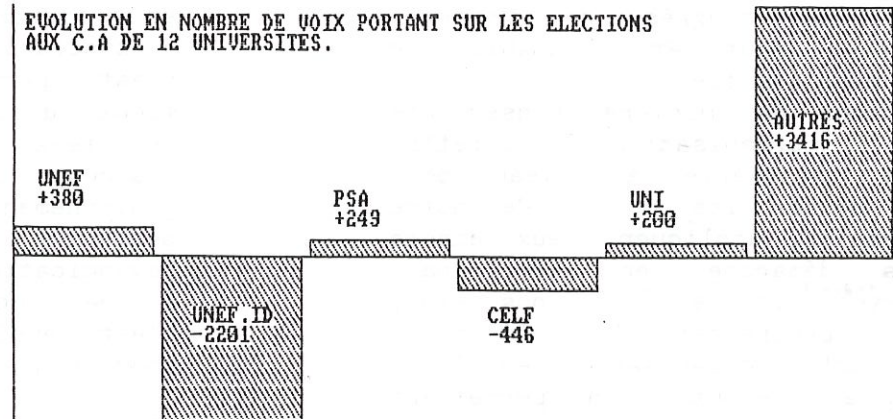 EVOLUTION EN NOMBRE DE VOIX PORTANT SUR LES ELECTIONS
AUX C.A DE 12 UNIVERSITES.
UNEF
+380
UNEF.ID
-2201
PSA
+249
CELF
-446
UNI
+200
AUTRES
+3416